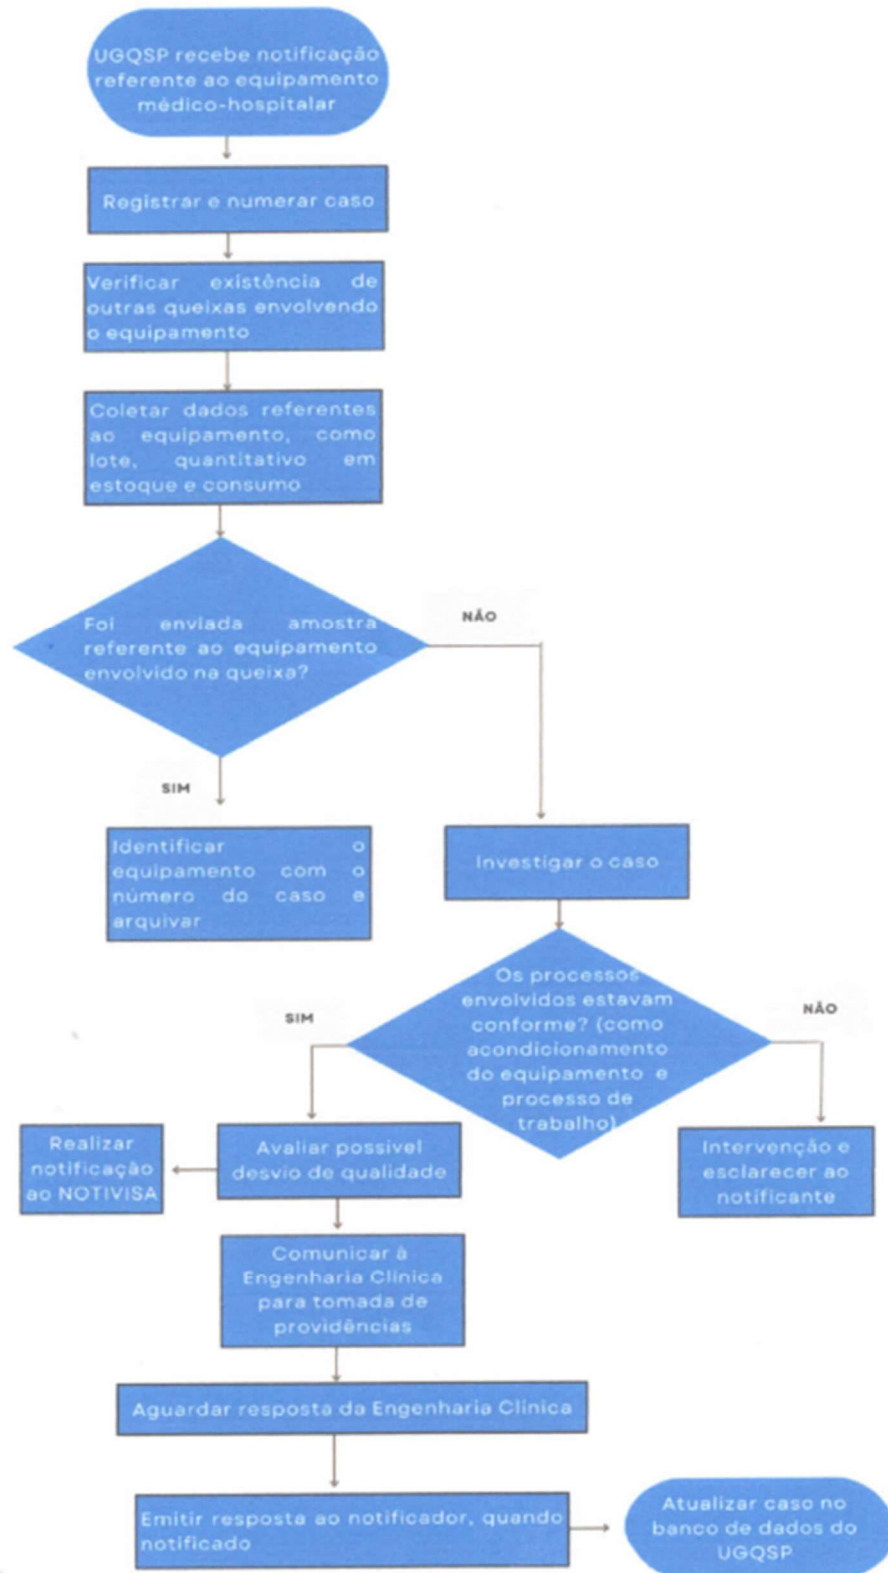 UGQSP recebe notificação
referente ao equipamento
médico-hospitalar
Registrar e numerar caso
Verificar existência de
outras queixas envolvendo
o equipamento
Coletar dados referentes
ao equipamento, como
lote, quantitativo em
estoque e consumo
Foi enviada amostra
referente ao equipamento
envolvido na queixa?
NÃO
SIM
Identificar o
equipamento com o
número do caso e
arquivar
Investigar o caso
Os processos
envolvidos estavam
conforme? (como
acondicionamento
do equipamento e
processo de
trabalho)
SIM
NÃO
Realizar
notificação
ao NOTIVISA
Avaliar possível
desvio de qualidade
Intervenção e
esclarecer ao
notificante
Comunicar à
Engenharia Clínica
para tomada de
providências
Aguardar resposta da Engenharia Clínica
Emitir resposta ao notificador, quando
notificado
Atualizar caso no
banco de dados do
UGQSP